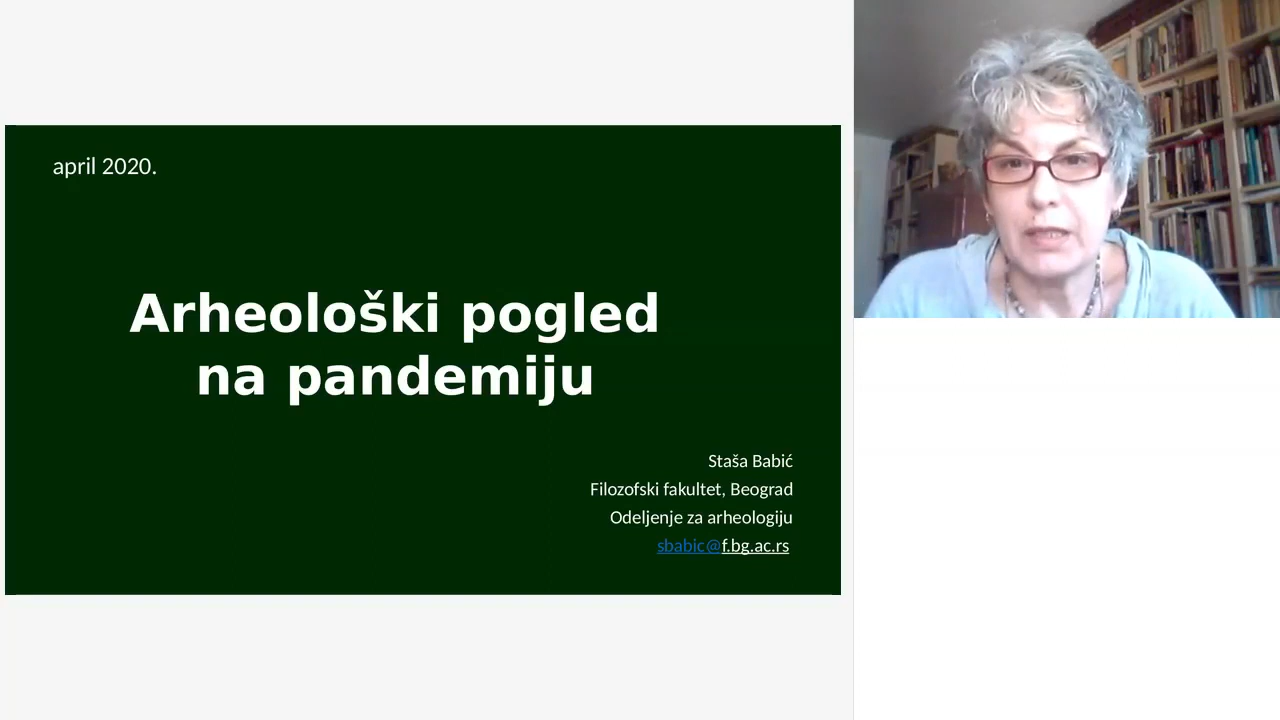 april 2020.
Arheološki pogled
na pandemiju
Staša Babić
Filozofski fakultet, Beograd
Odeljenje za arheologiju
sbabic@f.bg.ac.rs